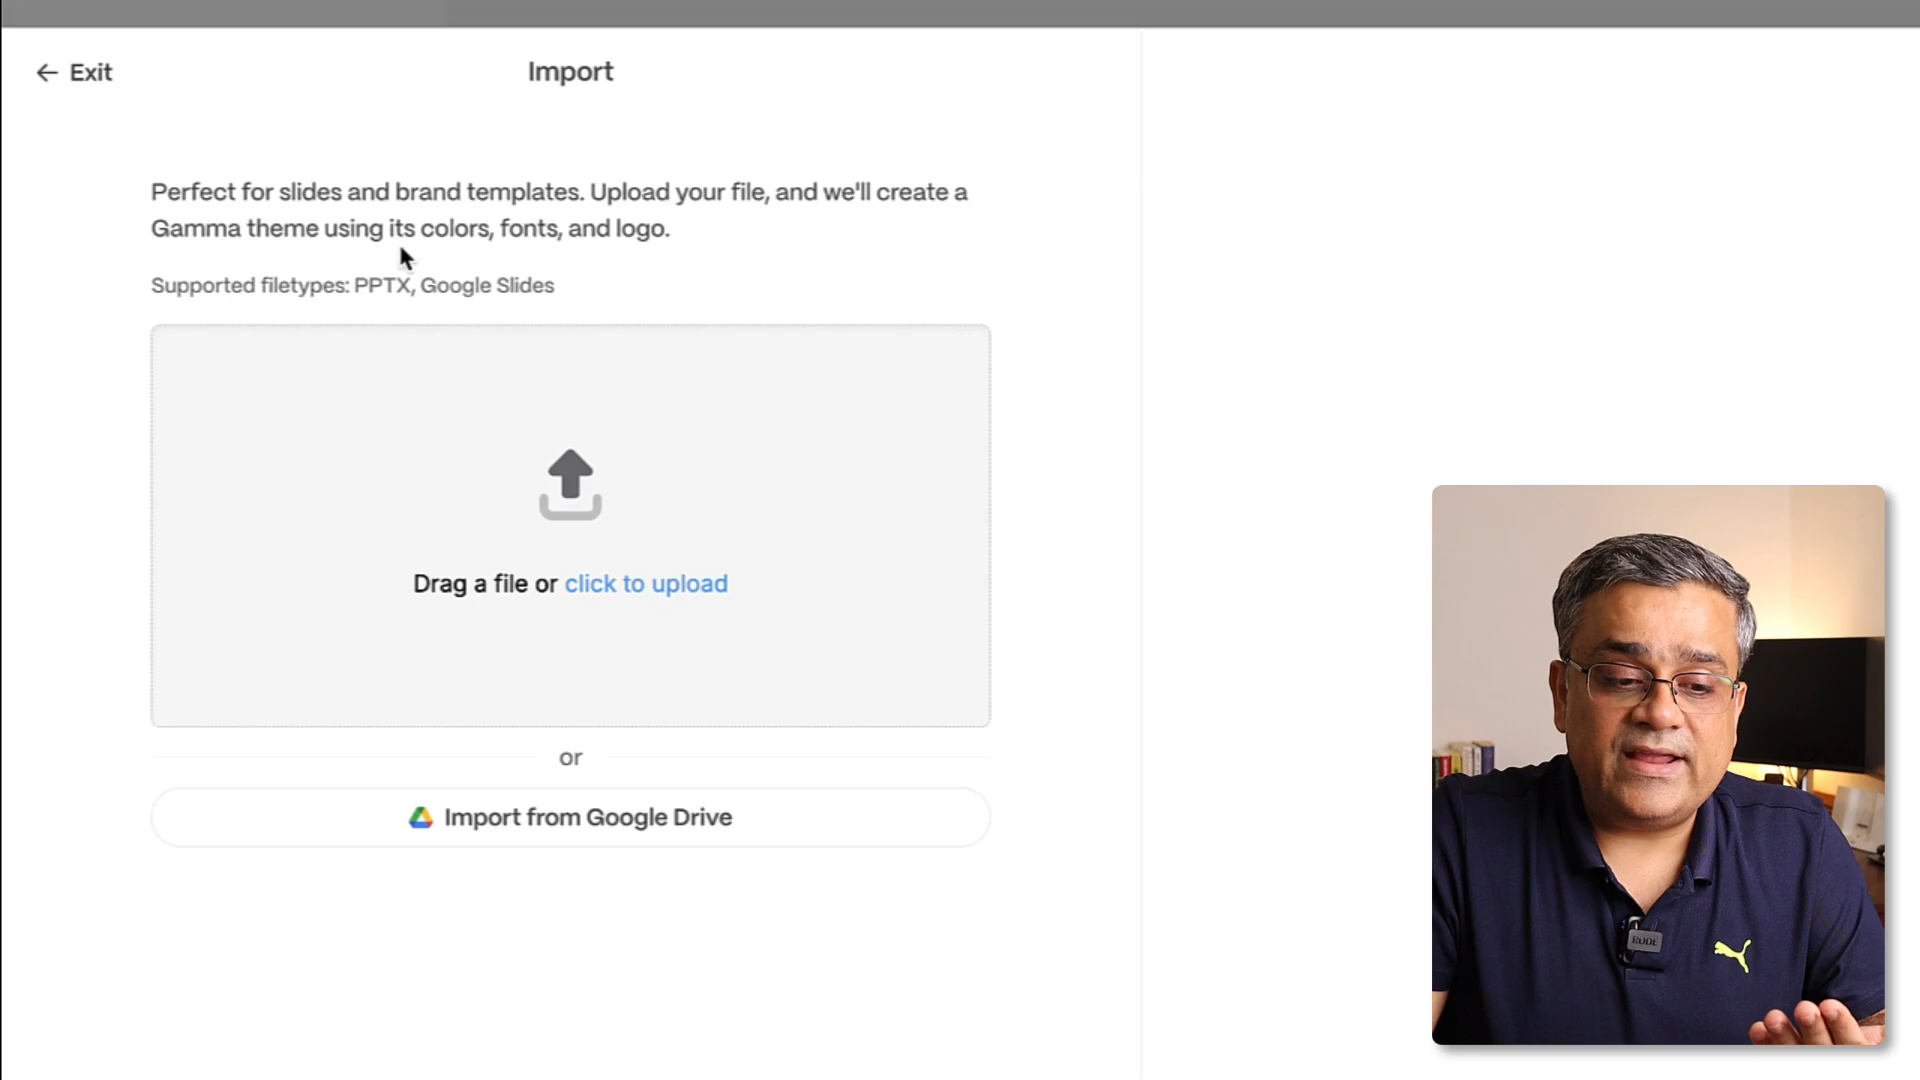 Exit
Import
Perfect for slides and brand templates. Upload your file, and we'll create a
Gamma theme using its colors, fonts, and logo.
Supported filetypes: PPTX, Google Slides
Drag a file or click to upload
or
Import from Google Drive
RØDE